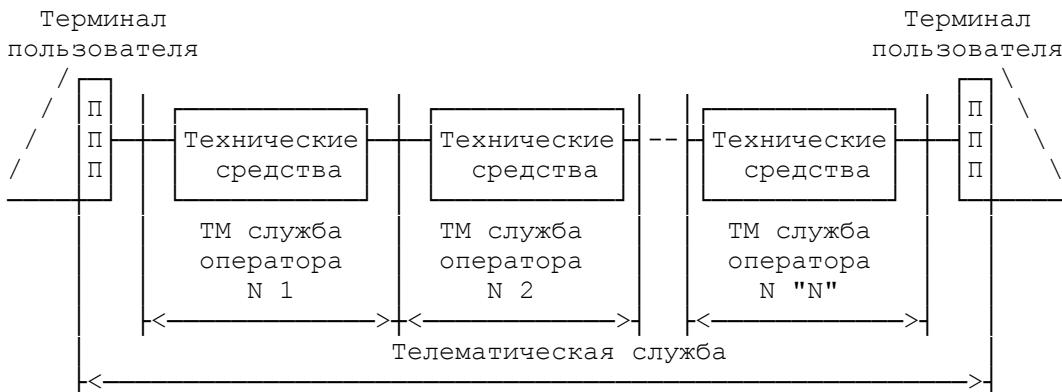 Терминал Терминал
пользователя пользователя
П П
П Технические Технические -- Технические П
П средства средства средства П
П П
ТМ служба ТМ служба ТМ служба
оператора оператора оператора
N 1 N 2 N "N"
Телематическая служба